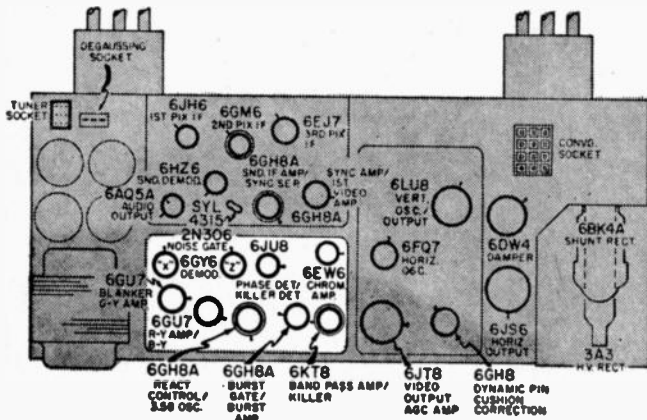 DEGAUSSING
SOCKET
TUNER
SOCKET
6JH6
1ST PIX IF
6GM6
2ND PIX IF
6EJ7
3RD PIX
IF
6HZ6
SND. DEMOD.
6GH8A
SND. IF AMP/
SYNC SEP
SYNC AMP/
1ST
VIDEO
AMP
6GH8A
6AQ5A
AUDIO
OUTPUT
SYL
4315
2N306
NOISE GATE
6LU8
VERT.
OSC./
OUTPUT
CONVD.
SOCKET
6BK4A
SHUNT RECT
6DW4
DAMPER
6FQ7
HORIZ.
OSC.
6GY6
DEMOD.
"X"
"Z"
6JU8
PHASE DET/
KILLER DET
6EW6
CHROM.
AMP.
6GU7
BLANKER
G-Y AMP.
6GU7
R-Y AMP/
B-Y
6JS6
HORIZ
OUTPUT
3A3
H.V. RECT
6GH8A
REACT
CONTROL/
3.58 OSC.
6GH8A
BURST
GATE/
BURST
AMP
6KT8
BAND PASS AMP/
KILLER
6JT8
VIDEO
OUTPUT
AGC AMP
6GH8
DYNAMIC PIN
CUSHION
CORRECTION